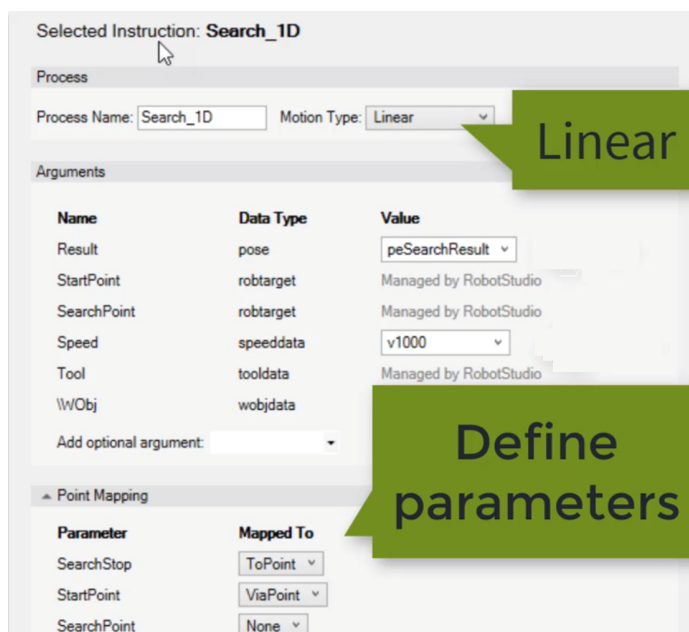 Selected Instruction: Search_1D
Process
Process Name: Search_1D Motion Type: Linear
Linear
Arguments
Name Data Type Value
Result pose peSearchResult
StartPoint robtarget Managed by RobotStudio
SearchPoint robtarget Managed by RobotStudio
Speed speeddata v1000
Tool tooldata Managed by RobotStudio
\WObj wobjdata
Add optional argument:
Define
parameters
Point Mapping
Parameter Mapped To
SearchStop ToPoint
StartPoint ViaPoint
SearchPoint None